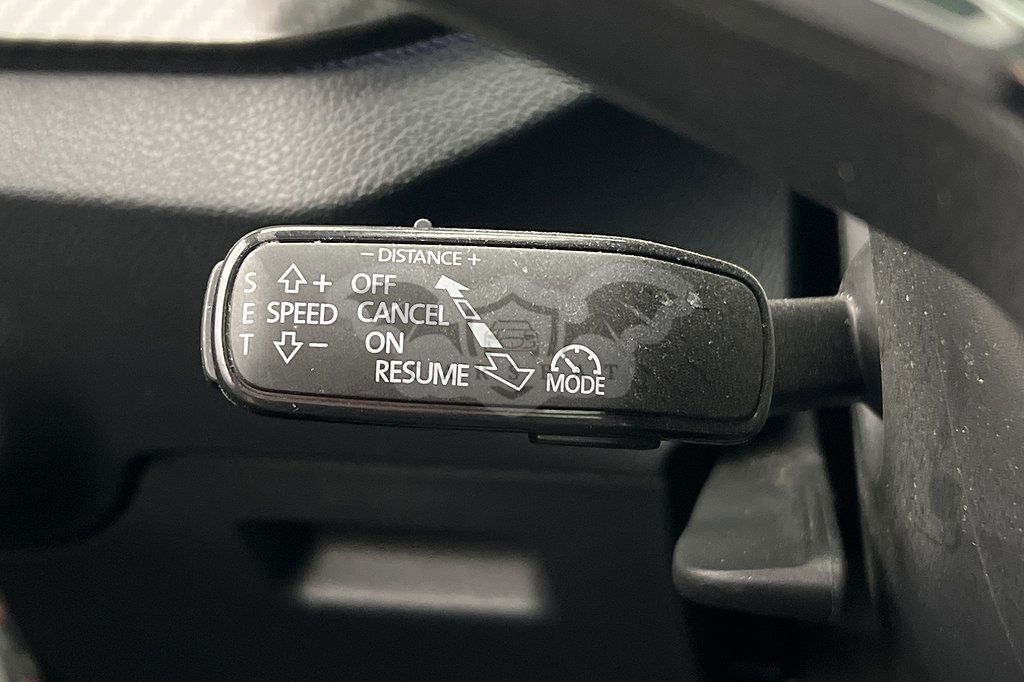 − DISTANCE +
S + OFF
E SPEED CANCEL
T − ON
RESUME
MODE